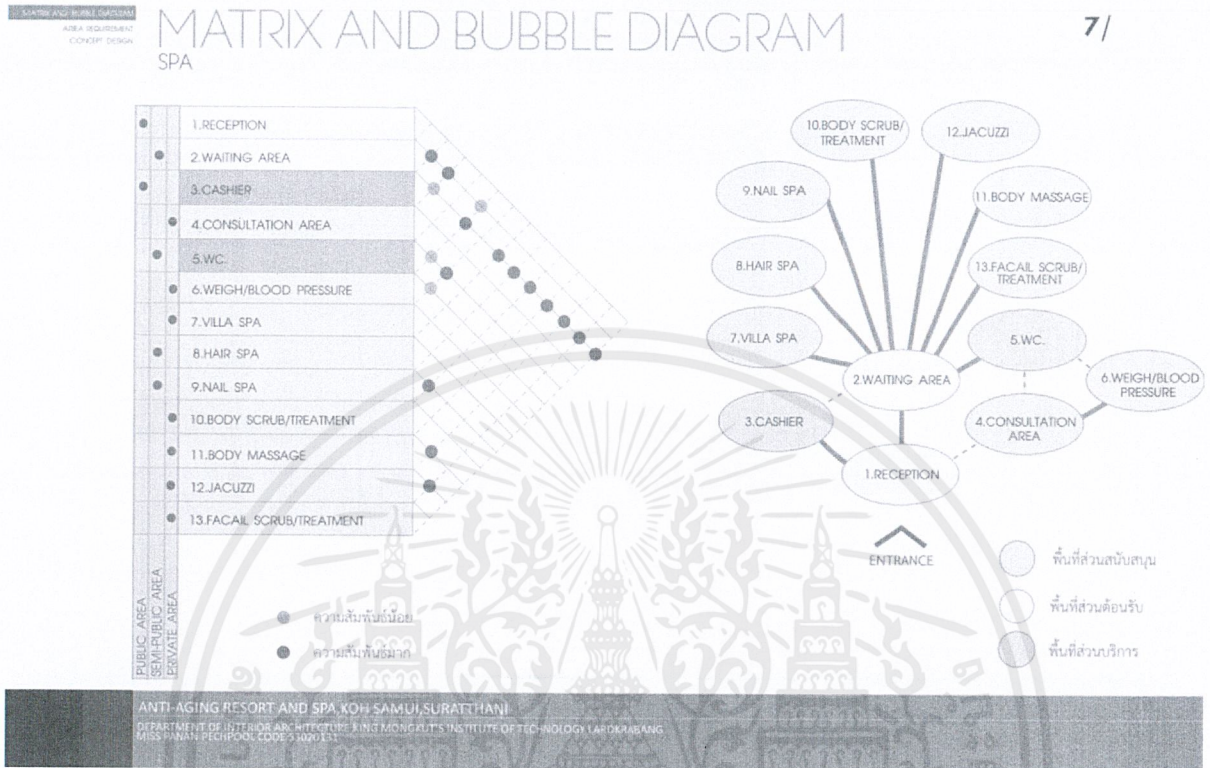 MATRIX AND BUBBLE DIAGRAM
AREA REQUIREMENT
CONCEPT DESIGN
MATRIX AND BUBBLE DIAGRAM
SPA
7/
1.RECEPTION
2.WAITING AREA
3.CASHIER
4.CONSULTATION AREA
5.WC.
6.WEIGH/BLOOD PRESSURE
7.VILLA SPA
8.HAIR SPA
9.NAIL SPA
10.BODY SCRUB/TREATMENT
11.BODY MASSAGE
12.JACUZZI
13.FACAIL SCRUB/TREATMENT
PUBLIC AREA
SEMI-PUBLIC AREA
PRIVATE AREA
ความสัมพันธ์น้อย
ความสัมพันธ์มาก
10.BODY SCRUB/
TREATMENT
12.JACUZZI
9.NAIL SPA
11.BODY MASSAGE
8.HAIR SPA
13.FACAIL SCRUB/
TREATMENT
7.VILLA SPA
5.WC.
2.WAITING AREA
6.WEIGH/BLOOD
PRESSURE
3.CASHIER
4.CONSULTATION
AREA
1.RECEPTION
ENTRANCE
พื้นที่ส่วนสนับสนุน
พื้นที่ส่วนต้อนรับ
พื้นที่ส่วนบริการ
ANTI-AGING RESORT AND SPA,KOH SAMUI,SURATTHANI
DEPARTMENT OF INTERIOR ARCHITECTURE KING MONGKUT'S INSTITUTE OF TECHNOLOGY LARDKRABANG
MISS PANAN PECHPOOL CODE 53020131